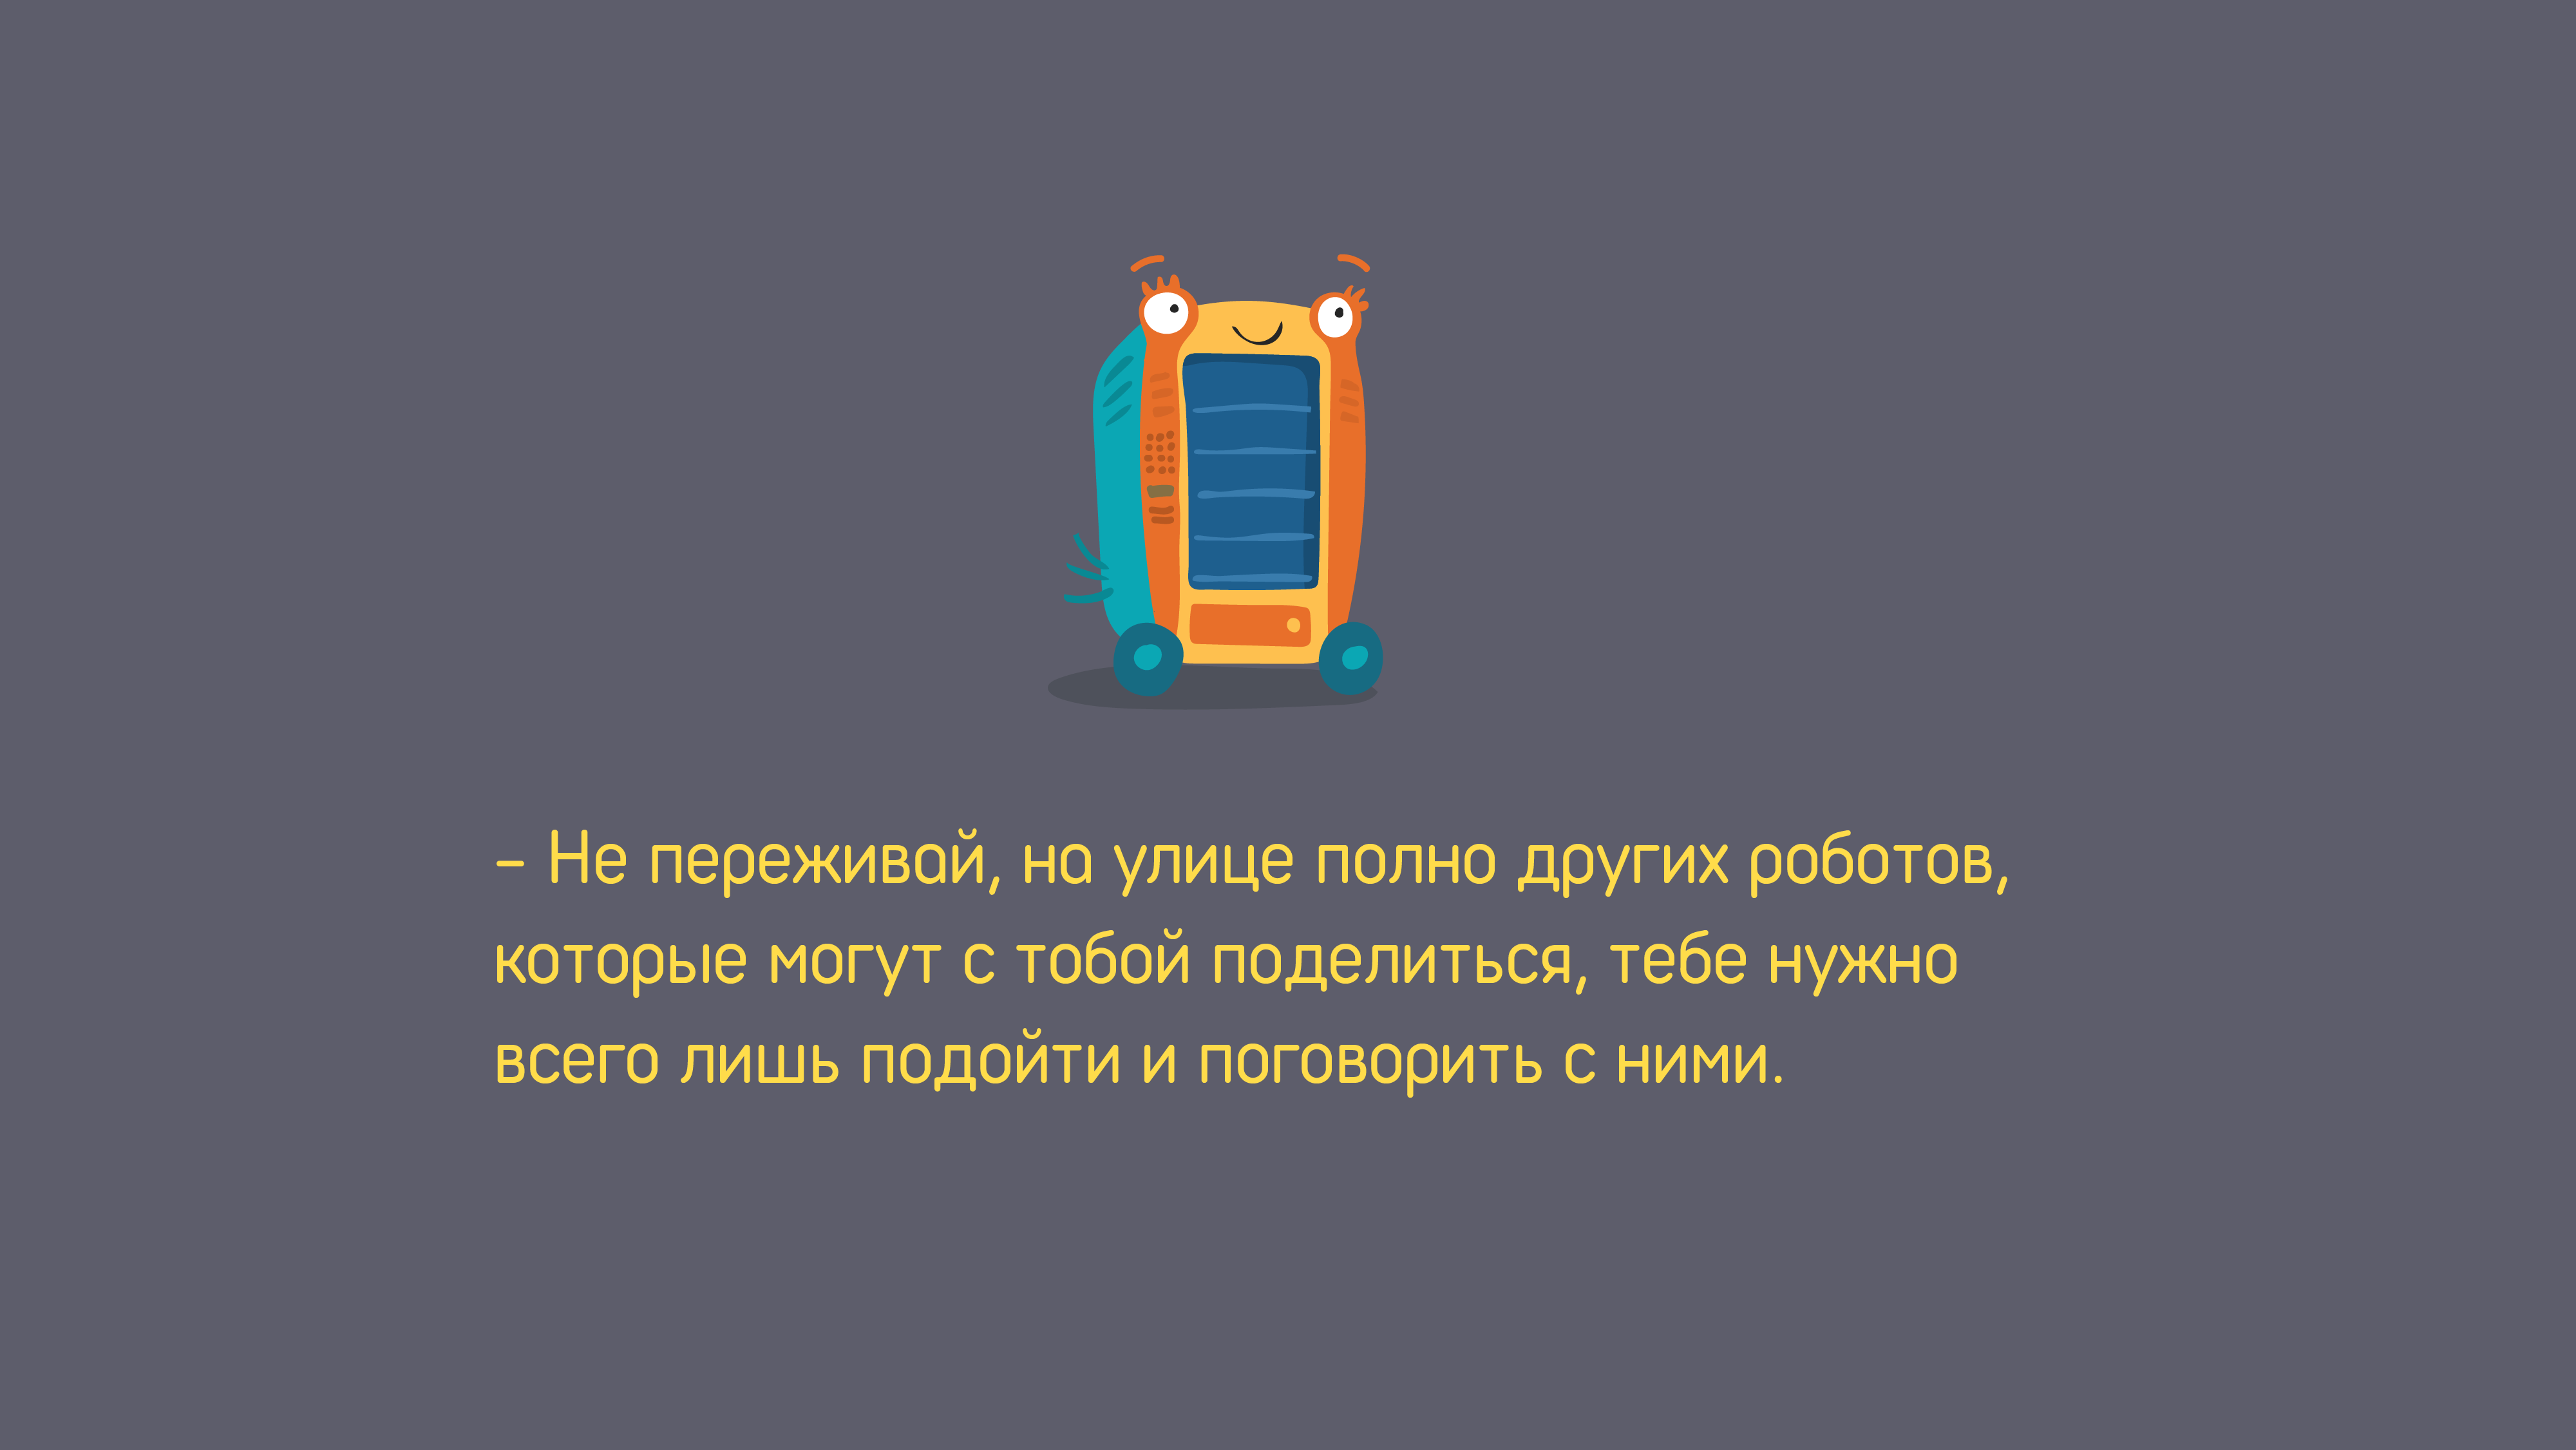 – Не переживай, на улице полно других роботов,
которые могут с тобой поделиться, тебе нужно
всего лишь подойти и поговорить с ними.